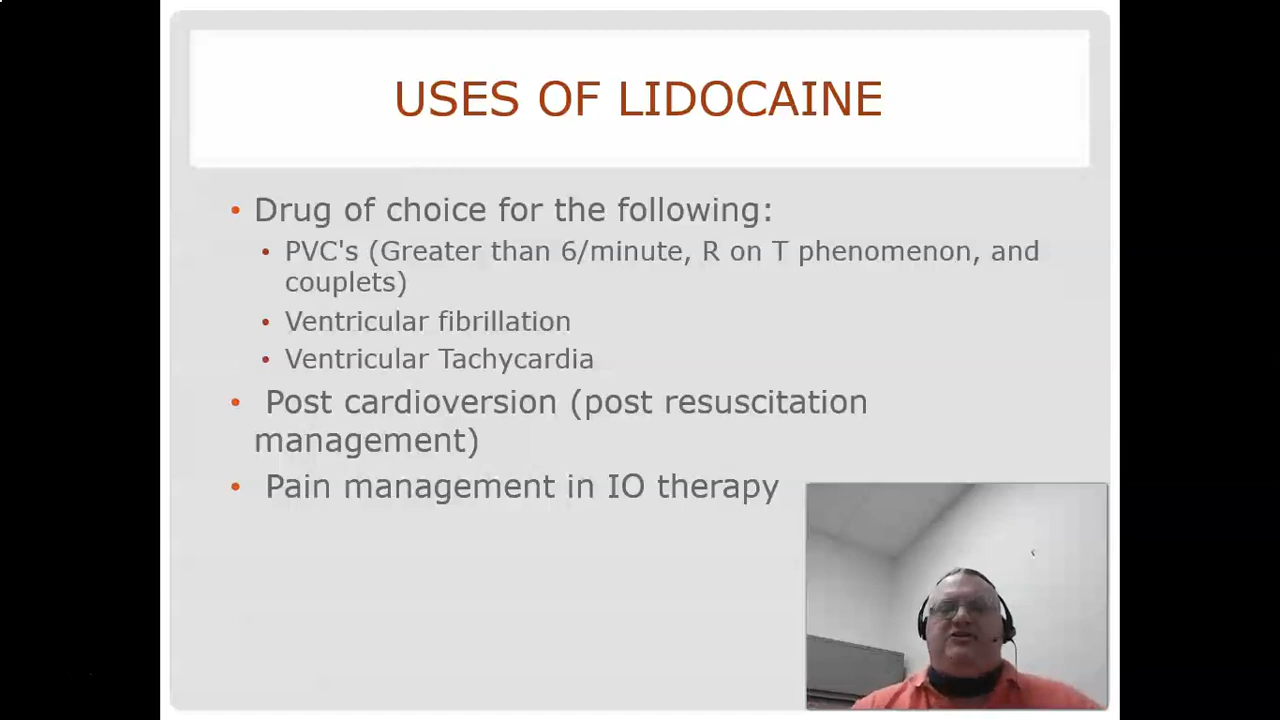 USES OF LIDOCAINE
• Drug of choice for the following:
• PVC's (Greater than 6/minute, R on T phenomenon, and
couplets)
• Ventricular fibrillation
• Ventricular Tachycardia
• Post cardioversion (post resuscitation
management)
• Pain management in IO therapy